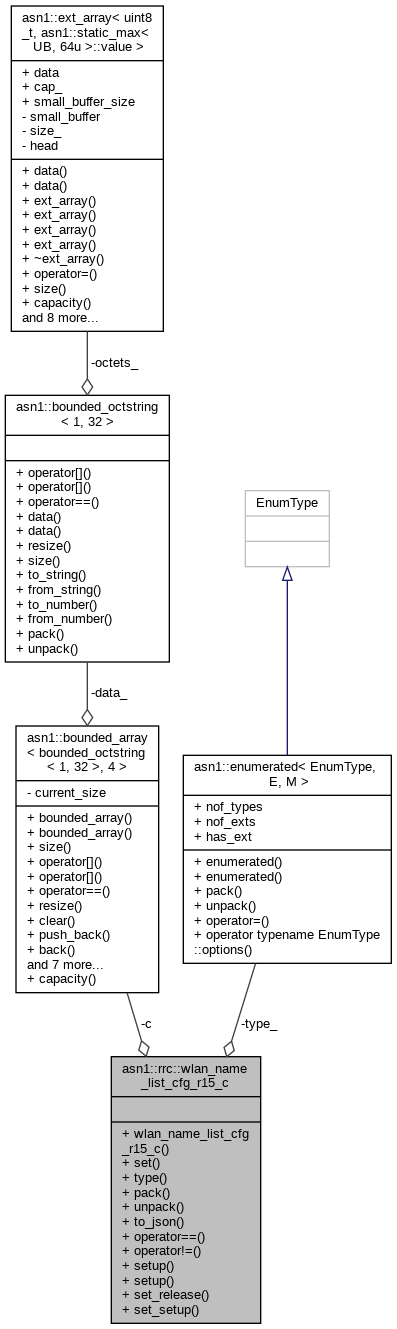 asn1::ext_array< uint8
_t, asn1::static_max<
UB, 64u >::value >
+ data
+ cap_
+ small_buffer_size
- small_buffer
- size_
- head
+ data()
+ data()
+ ext_array()
+ ext_array()
+ ext_array()
+ ext_array()
+ ~ext_array()
+ operator=()
+ size()
+ capacity()
and 8 more...
-octets_
asn1::bounded_octstring
< 1, 32 >
+ operator[]()
+ operator[]()
+ operator==()
+ data()
+ data()
+ resize()
+ size()
+ to_string()
+ from_string()
+ to_number()
+ from_number()
+ pack()
+ unpack()
-data_
asn1::bounded_array
< bounded_octstring
< 1, 32 >, 4 >
- current_size
+ bounded_array()
+ bounded_array()
+ size()
+ operator[]()
+ operator[]()
+ operator==()
+ resize()
+ clear()
+ push_back()
+ back()
and 7 more...
+ capacity()
-c
EnumType
asn1::enumerated< EnumType,
E, M >
+ nof_types
+ nof_exts
+ has_ext
+ enumerated()
+ enumerated()
+ pack()
+ unpack()
+ operator=()
+ operator typename EnumType
::options()
-type_
asn1::rrc::wlan_name
_list_cfg_r15_c
+ wlan_name_list_cfg
_r15_c()
+ set()
+ type()
+ pack()
+ unpack()
+ to_json()
+ operator==()
+ operator!=()
+ setup()
+ setup()
+ set_release()
+ set_setup()